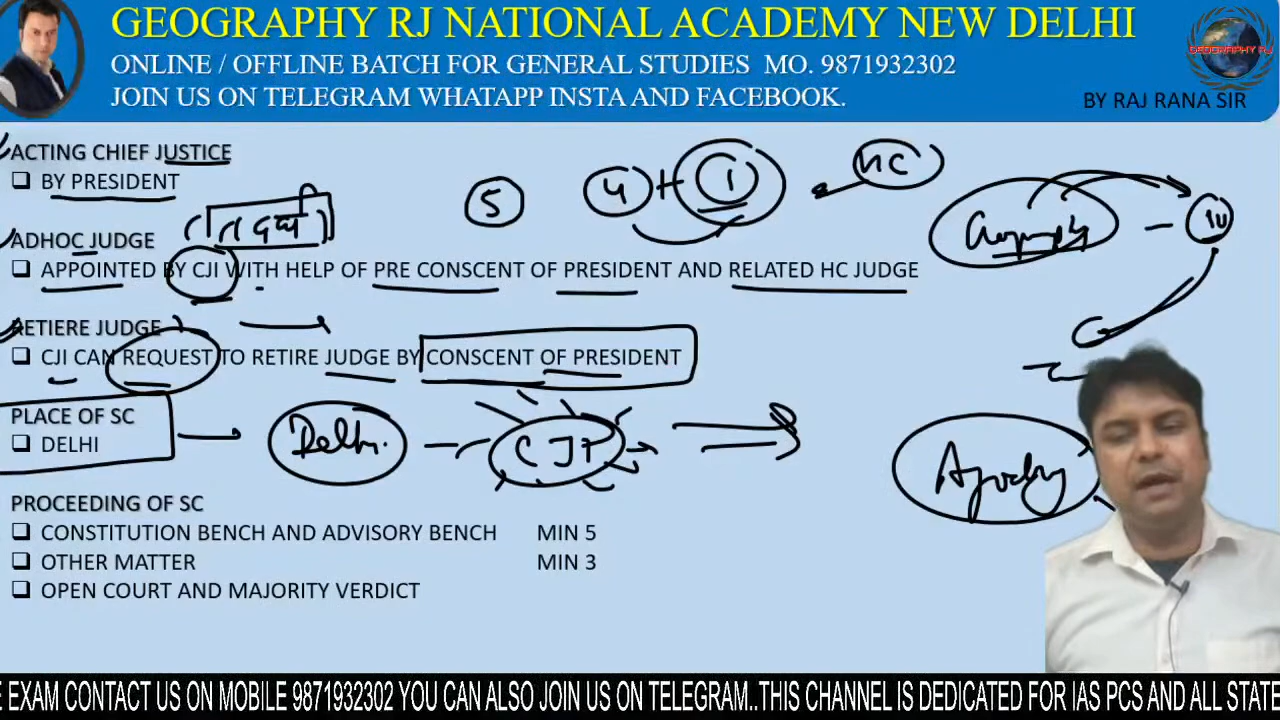 GEOGRAPHY RJ NATIONAL ACADEMY NEW DELHI
ONLINE / OFFLINE BATCH FOR GENERAL STUDIES MO. 9871932302
JOIN US ON TELEGRAM WHATAPP INSTA AND FACEBOOK.
GEOGRAPHY RJ
BY RAJ RANA SIR
ACTING CHIEF JUSTICE
BY PRESIDENT
5 4 + 1 HC
ADHOC JUDGE
APPOINTED BY CJI WITH HELP OF PRE CONSCENT OF PRESIDENT AND RELATED HC JUDGE
RETIERE JUDGE
CJI CAN REQUEST TO RETIRE JUDGE BY CONSCENT OF PRESIDENT
PLACE OF SC
DELHI
Delhi CJI
PROCEEDING OF SC
CONSTITUTION BENCH AND ADVISORY BENCH MIN 5
OTHER MATTER MIN 3
OPEN COURT AND MAJORITY VERDICT
E EXAM CONTACT US ON MOBILE 9871932302 YOU CAN ALSO JOIN US ON TELEGRAM..THIS CHANNEL IS DEDICATED FOR IAS PCS AND ALL STATE